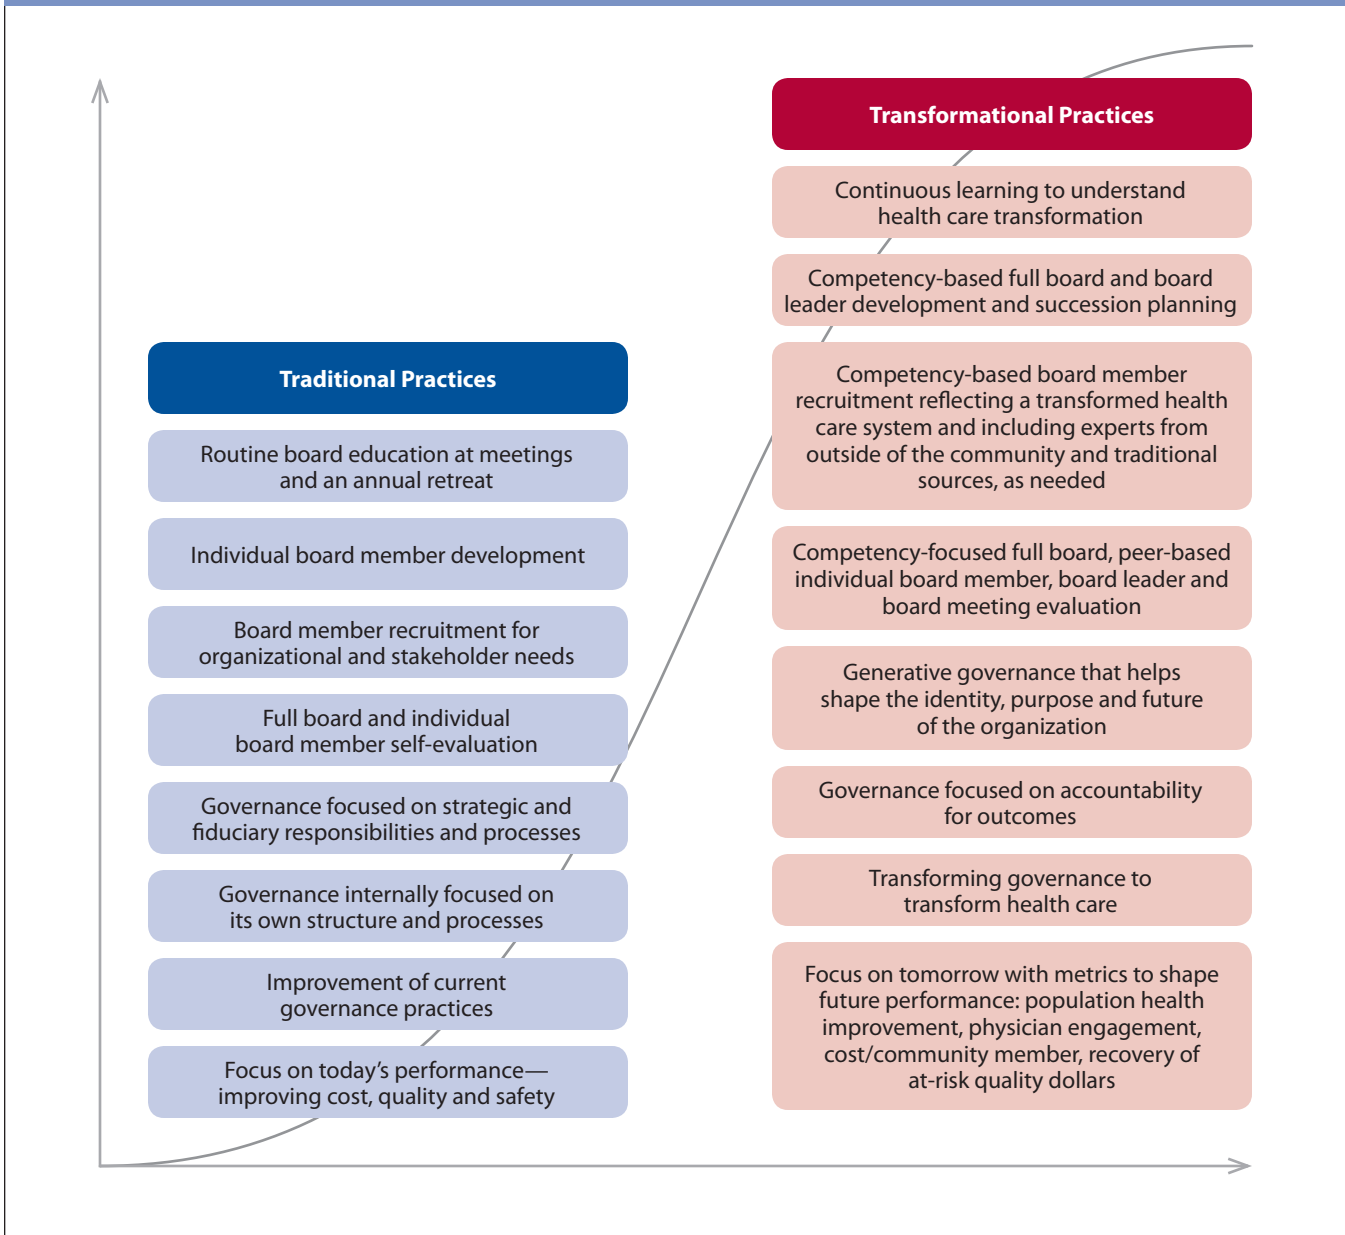 Transformational Practices
Continuous learning to understand
health care transformation
Competency-based full board and board
leader development and succession planning
Competency-based board member
recruitment reflecting a transformed health
care system and including experts from
outside of the community and traditional
sources, as needed
Competency-focused full board, peer-based
individual board member, board leader and
board meeting evaluation
Generative governance that helps
shape the identity, purpose and future
of the organization
Governance focused on accountability
for outcomes
Transforming governance to
transform health care
Focus on tomorrow with metrics to shape
future performance: population health
improvement, physician engagement,
cost/community member, recovery of
at-risk quality dollars
Traditional Practices
Routine board education at meetings
and an annual retreat
Individual board member development
Board member recruitment for
organizational and stakeholder needs
Full board and individual
board member self-evaluation
Governance focused on strategic and
fiduciary responsibilities and processes
Governance internally focused on
its own structure and processes
Improvement of current
governance practices
Focus on today’s performance—
improving cost, quality and safety